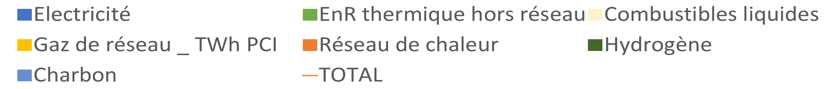 Electricité EnR thermique hors réseau Combustibles liquides
Gaz de réseau _ TWh PCI Réseau de chaleur Hydrogène
Charbon TOTAL